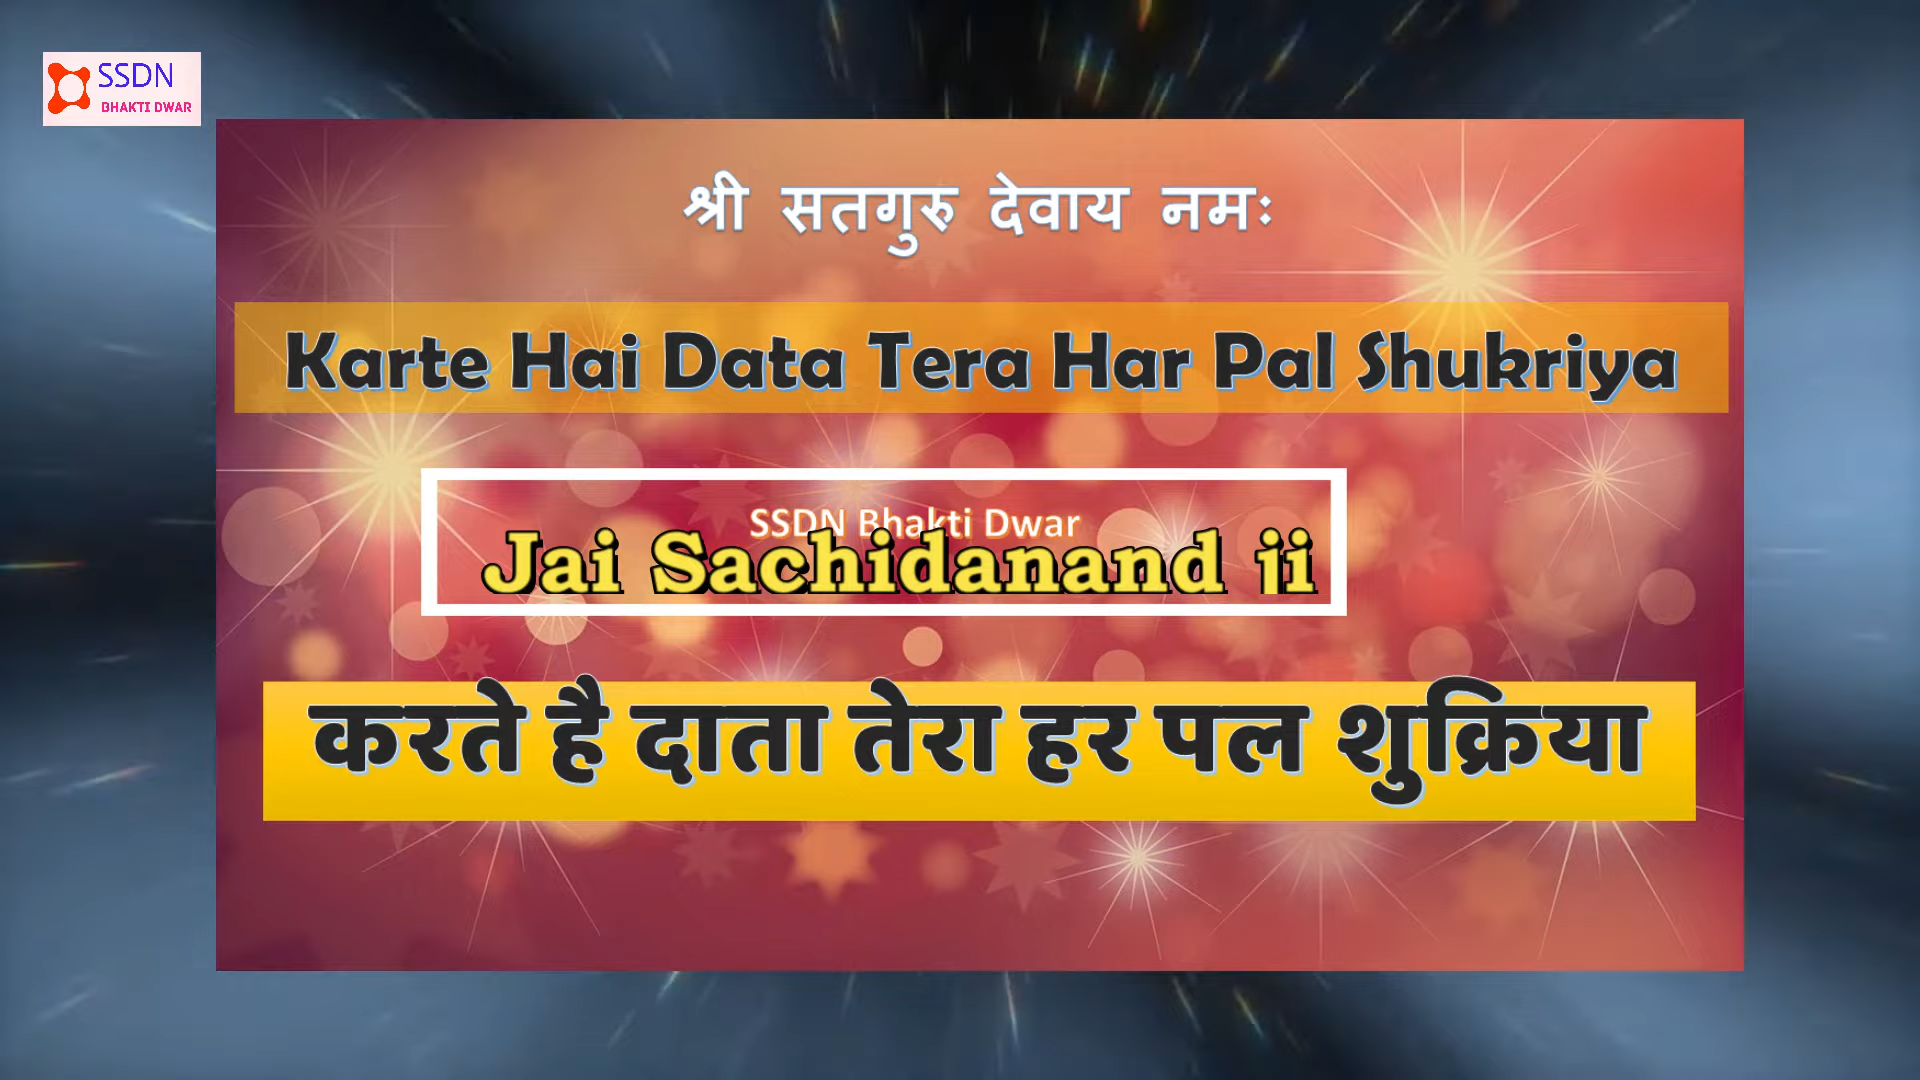 SSDN
BHAKTI DWAR
श्री सतगुरु देवाय नमः
Karte Hai Data Tera Har Pal Shukriya
SSDN Bhakti Dwar
Jai Sachidanand ji
करते है दाता तेरा हर पल शुक्रिया